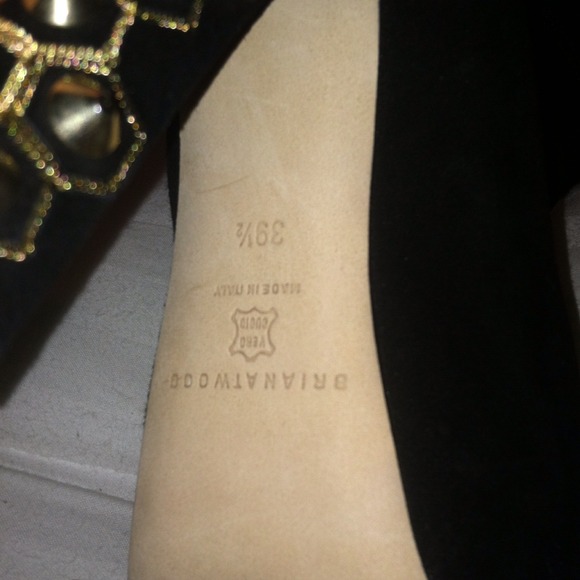 BRIANATWOOD
VERO
CUOIO
MADE IN ITALY
39½